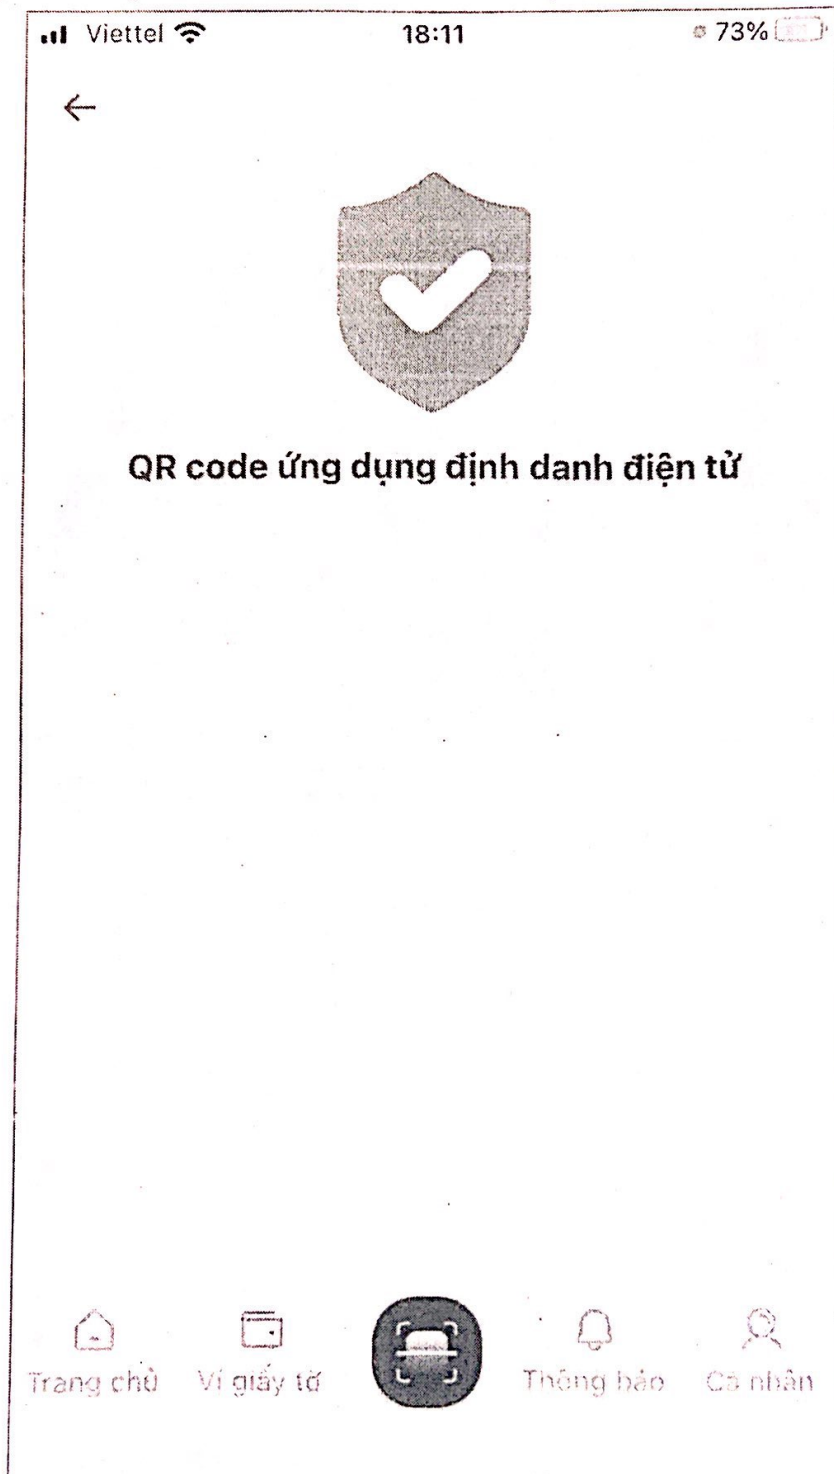 Viettel 18:11 73%
QR code ứng dụng định danh điện tử
Trang chủ Ví giấy tờ Thông báo Cá nhân